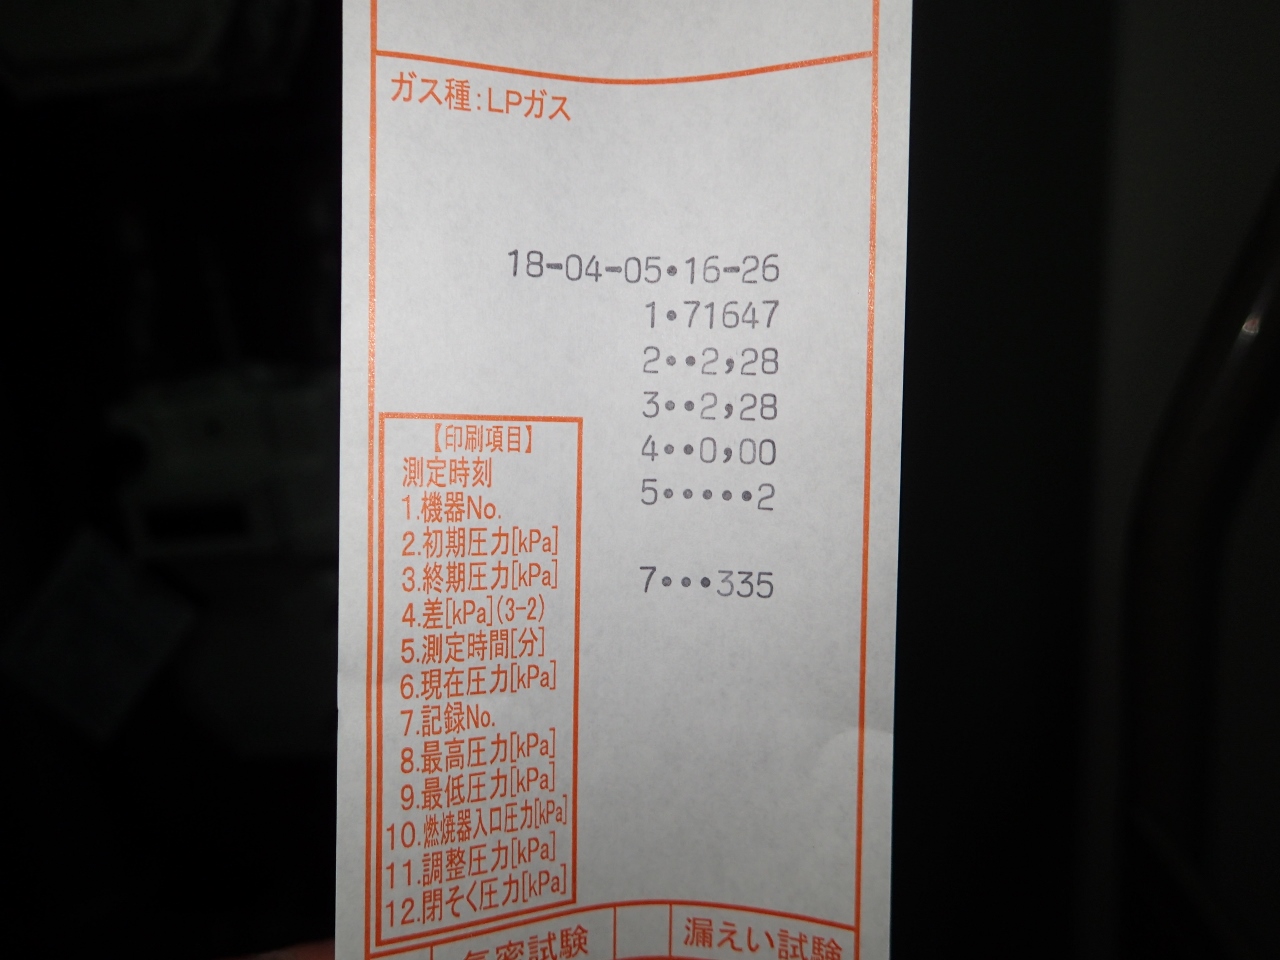 ガス種:LPガス
18-04-05•16-26
1•71647
2••2,28
3••2,28
4••0,00
5•••••2
7•••335
【印刷項目】
測定時刻
1.機器No.
2.初期圧力[kPa]
3.終期圧力[kPa]
4.差[kPa](3-2)
5.測定時間[分]
6.現在圧力[kPa]
7.記録No.
8.最高圧力[kPa]
9.最低圧力[kPa]
10.燃焼器入口圧力[kPa]
11.調整圧力[kPa]
12.閉そく圧力[kPa]
気密試験
漏えい試験